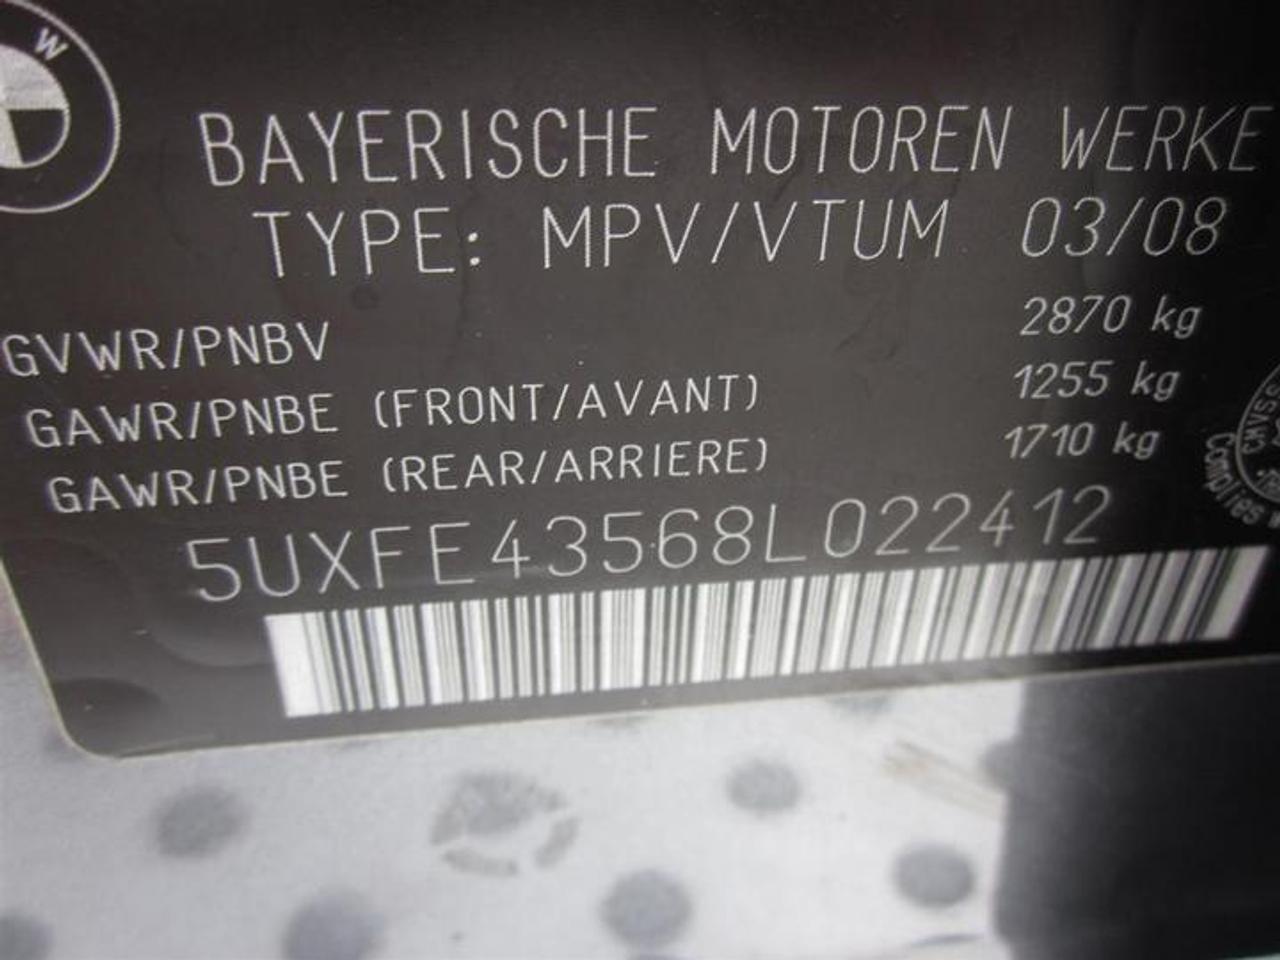 W
BAYERISCHE MOTOREN WERKE
TYPE: MPV/VTUM 03/08
GVWR/PNBV 2870 kg
GAWR/PNBE (FRONT/AVANT) 1255 kg
GAWR/PNBE (REAR/ARRIERE) 1710 kg
5UXFE43568L022412